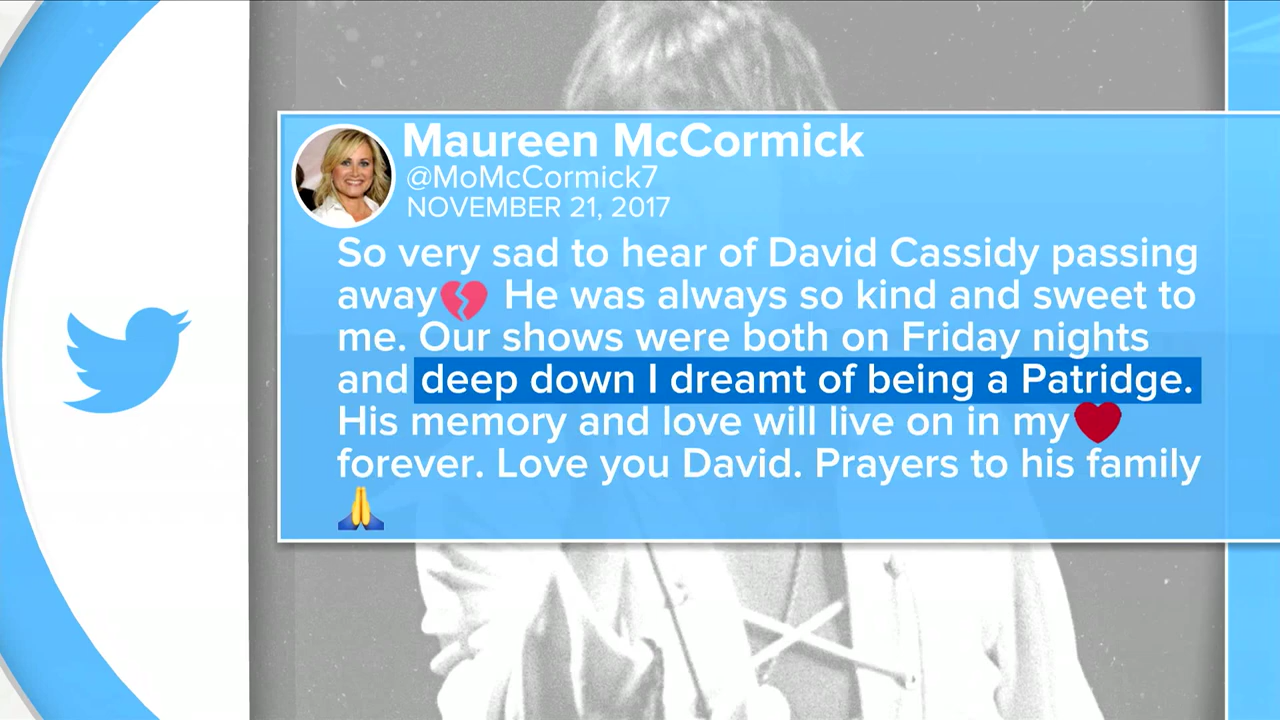 Maureen McCormick
@MoMcCormick7
NOVEMBER 21, 2017
So very sad to hear of David Cassidy passing
away💔 He was always so kind and sweet to
me. Our shows were both on Friday nights
and deep down I dreamt of being a Patridge.
His memory and love will live on in my❤️
forever. Love you David. Prayers to his family
🙏